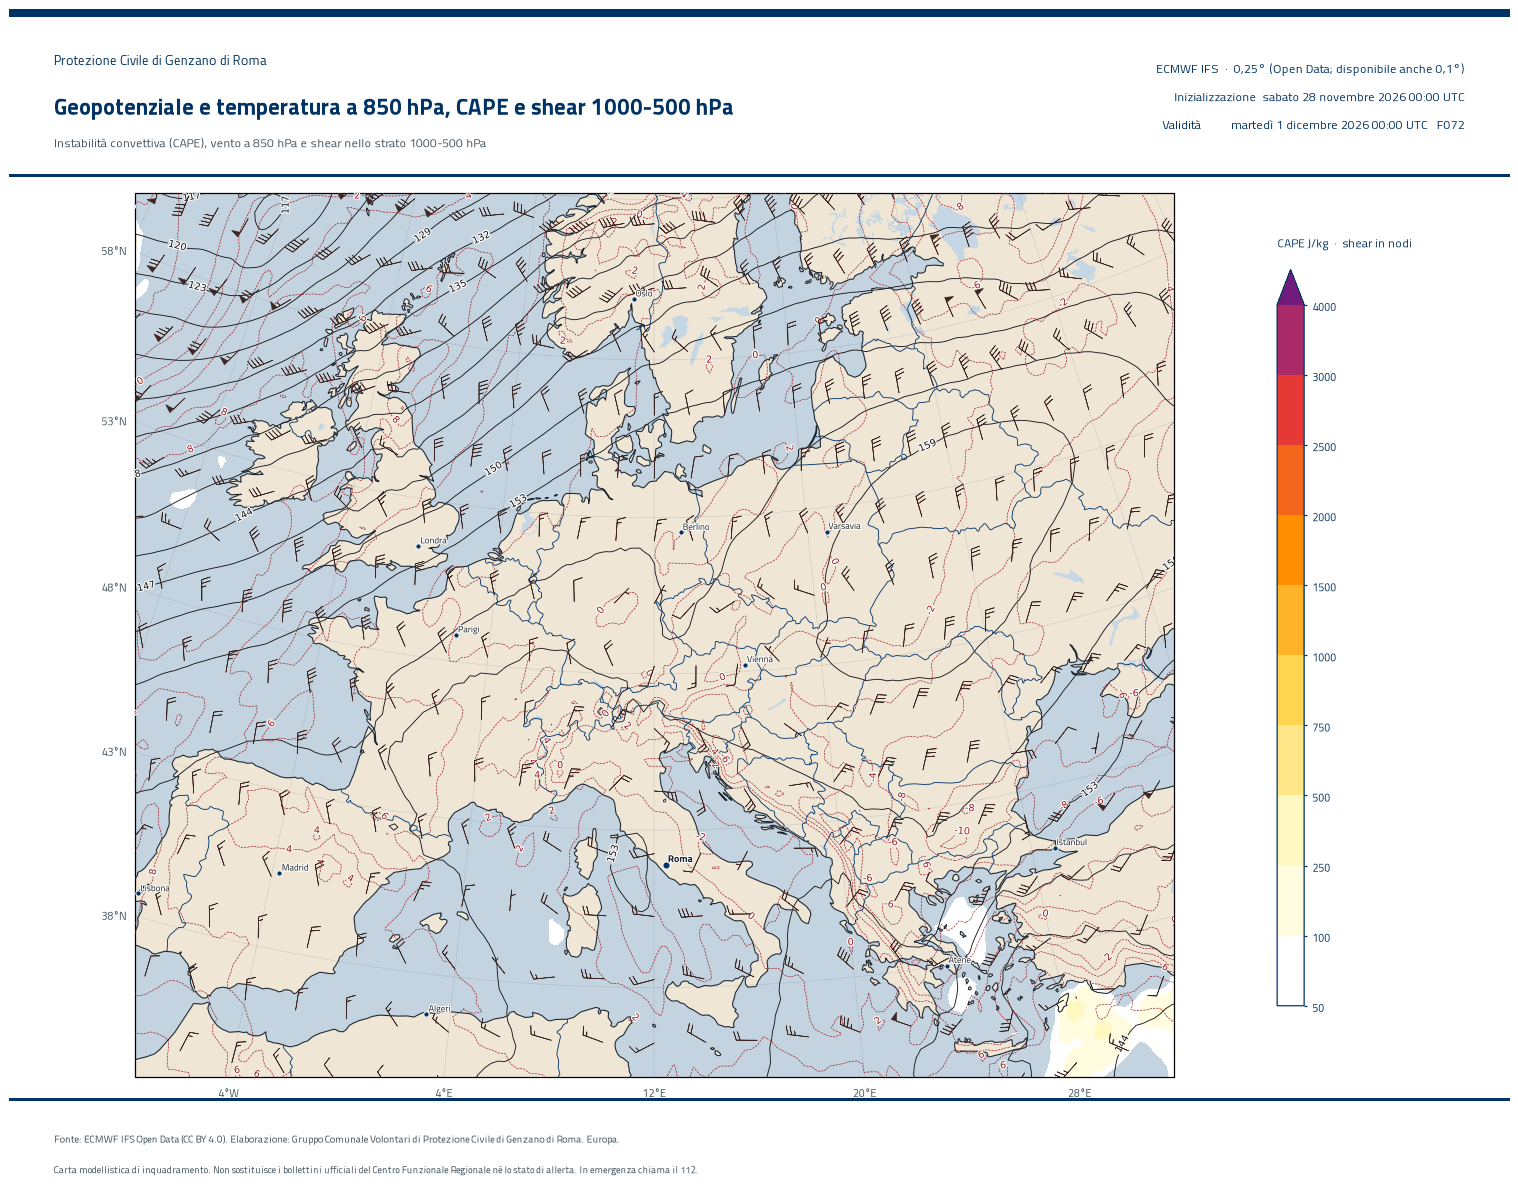 Protezione Civile di Genzano di Roma
Geopotenziale e temperatura a 850 hPa, CAPE e shear 1000-500 hPa
Instabilità convettiva (CAPE), vento a 850 hPa e shear nello strato 1000-500 hPa
ECMWF IFS · 0,25° (Open Data; disponibile anche 0,1°)
Inizializzazione sabato 28 novembre 2026 00:00 UTC
Validità martedì 1 dicembre 2026 00:00 UTC F072
CAPE J/kg · shear in nodi
4000
3000
2500
2000
1500
1000
750
500
250
100
50
58°N
53°N
48°N
43°N
38°N
4°W
4°E
12°E
20°E
28°E
117
117
120
123
129
132
135
144
147
150
153
159
153
153
144
Oslo
Londra
Berlino
Varsavia
Parigi
Vienna
Madrid
Lisbona
Roma
Istanbul
Atene
Algeri
Fonte: ECMWF IFS Open Data (CC BY 4.0). Elaborazione: Gruppo Comunale Volontari di Protezione Civile di Genzano di Roma. Europa.
Carta modellistica di inquadramento. Non sostituisce i bollettini ufficiali del Centro Funzionale Regionale né lo stato di allerta. In emergenza chiama il 112.